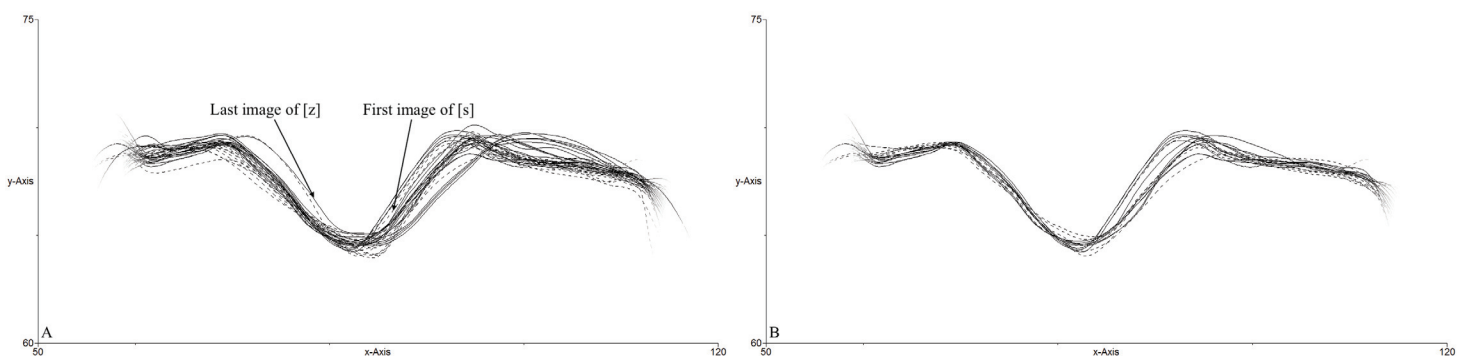 75
Last image of [z]
First image of [s]
y-Axis
A
60
50
x-Axis
120
75
y-Axis
B
60
50
x-Axis
120